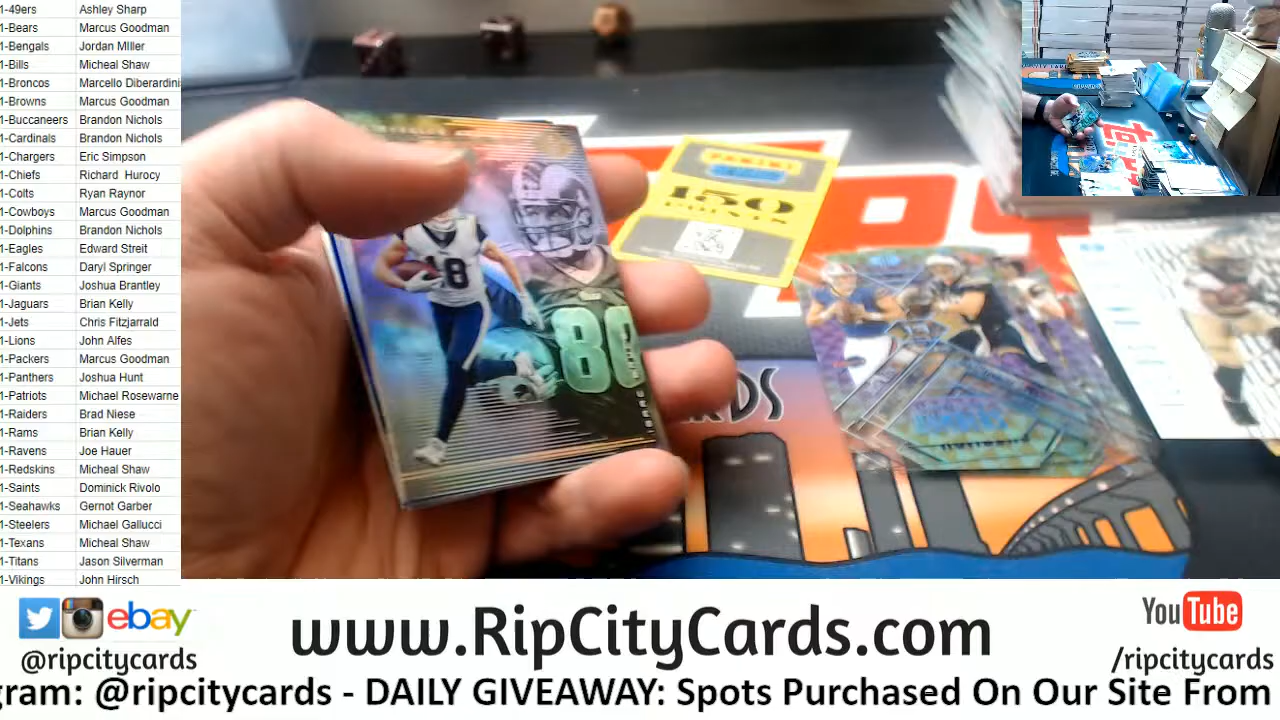 1-49ers Ashley Sharp
1-Bears Marcus Goodman
1-Bengals Jordan MIller
1-Bills Micheal Shaw
1-Broncos Marcello Diberardini
1-Browns Marcus Goodman
1-Buccaneers Brandon Nichols
1-Cardinals Brandon Nichols
1-Chargers Eric Simpson
1-Chiefs Richard Hurocy
1-Colts Ryan Raynor
1-Cowboys Marcus Goodman
1-Dolphins Brandon Nichols
1-Eagles Edward Streit
1-Falcons Daryl Springer
1-Giants Joshua Brantley
1-Jaguars Brian Kelly
1-Jets Chris Fitzjarrald
1-Lions John Alfes
1-Packers Marcus Goodman
1-Panthers Joshua Hunt
1-Patriots Michael Rosewarne
1-Raiders Brad Niese
1-Rams Brian Kelly
1-Ravens Joe Hauer
1-Redskins Micheal Shaw
1-Saints Dominick Rivolo
1-Seahawks Gernot Garber
1-Steelers Michael Gallucci
1-Texans Micheal Shaw
1-Titans Jason Silverman
1-Vikings John Hirsch
18
80
PANINI
150
POINTS
ebay
@ripcitycards
www.RipCityCards.com
YouTube
/ripcitycards
gram: @ripcitycards - DAILY GIVEAWAY: Spots Purchased On Our Site From